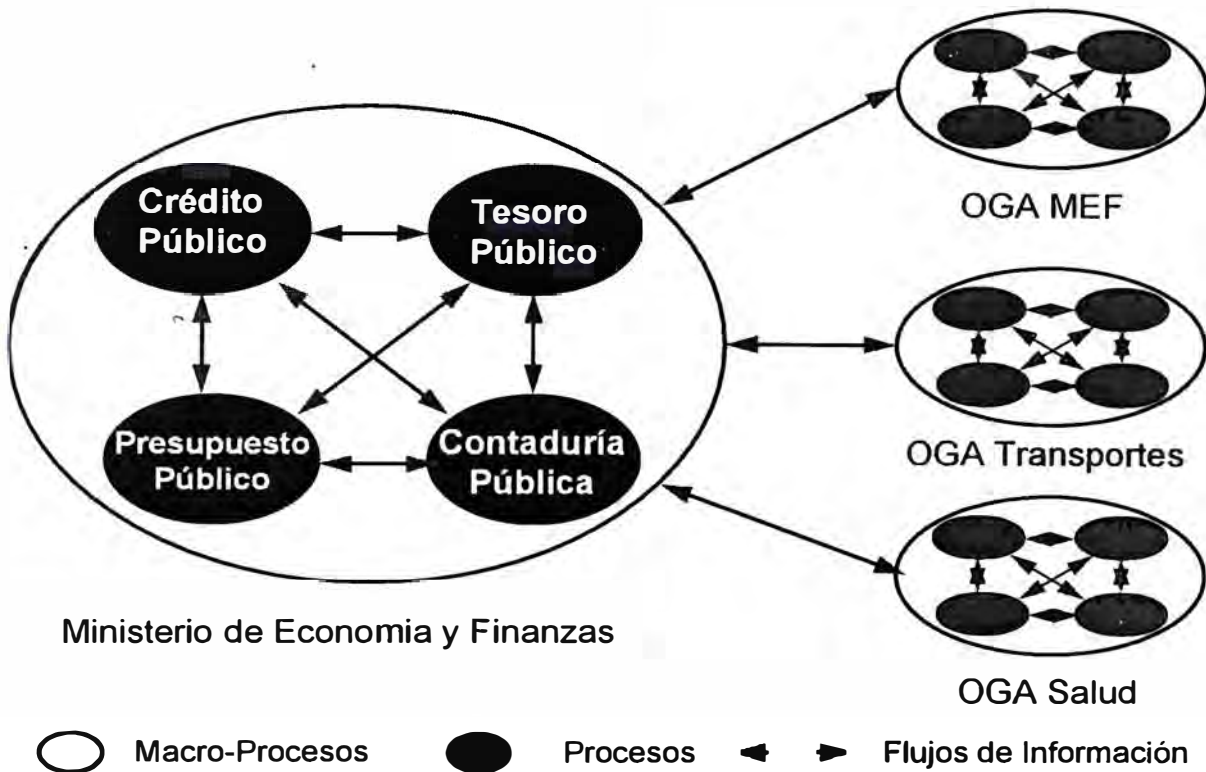 Crédito
Público
Tesoro
Público
Presupuesto
Público
Contaduría
Pública
Ministerio de Economia y Finanzas
OGA MEF
OGA Transportes
OGA Salud
Macro-Procesos
Procesos
Flujos de Información